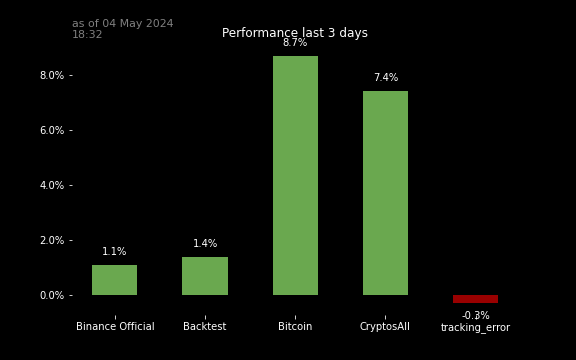 as of 04 May 2024
18:32
Performance last 3 days
8.7%
8.0%
7.4%
6.0%
4.0%
2.0%
1.4%
1.1%
0.0%
-0.3%
Binance Official
Backtest
Bitcoin
CryptosAll
tracking_error